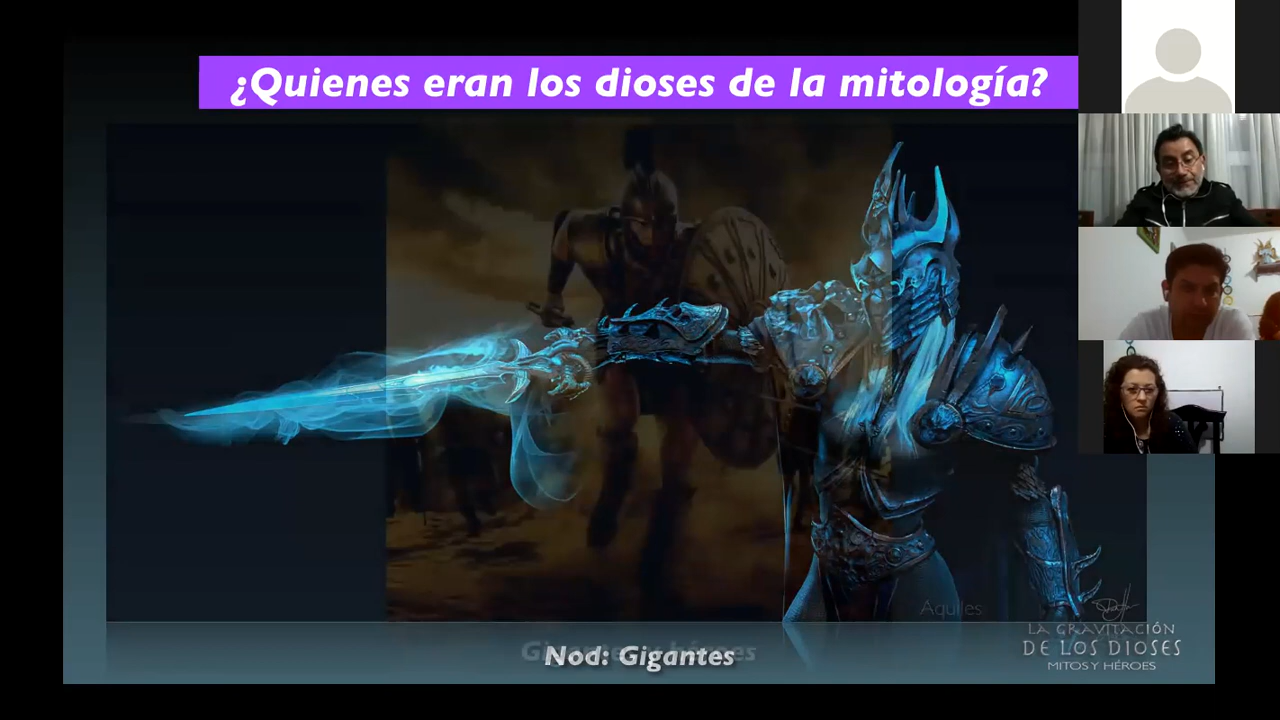 ¿Quienes eran los dioses de la mitología?
Aquiles
Nod: Gigantes
LA GRAVITACIÓN
DE LOS DIOSES
MITOS Y HÉROES